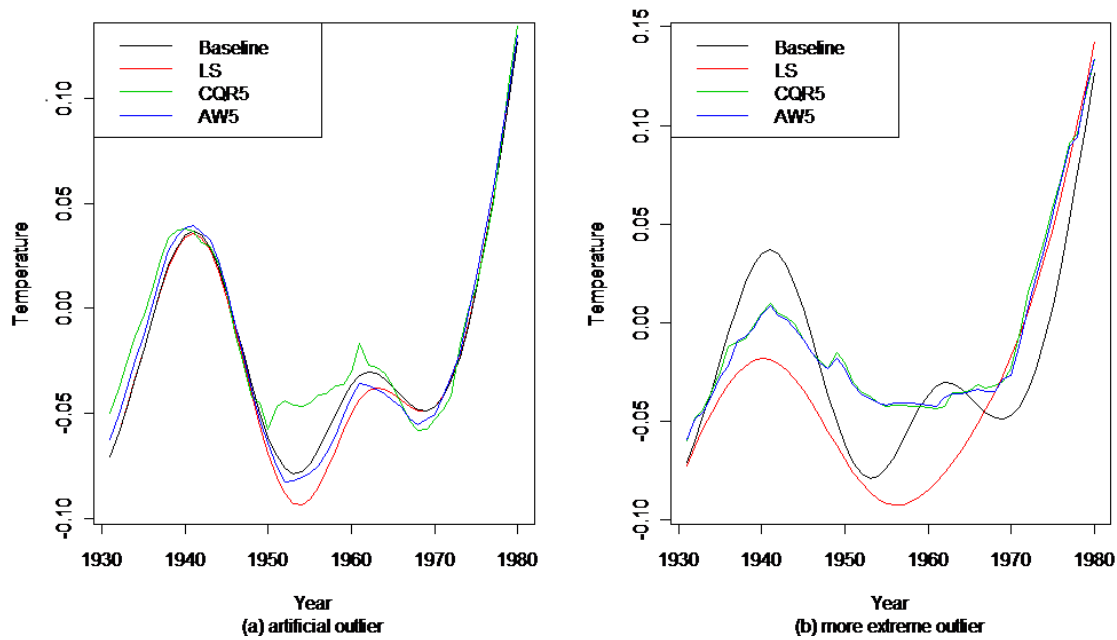 Baseline
LS
CQR5
AW5
Temperature
0.10
0.05
0.00
-0.05
-0.10
1930 1940 1950 1960 1970 1980
Year
(a) artificial outlier
Baseline
LS
CQR5
AW5
Temperature
0.15
0.10
0.05
0.00
-0.05
-0.10
1930 1940 1950 1960 1970 1980
Year
(b) more extreme outlier